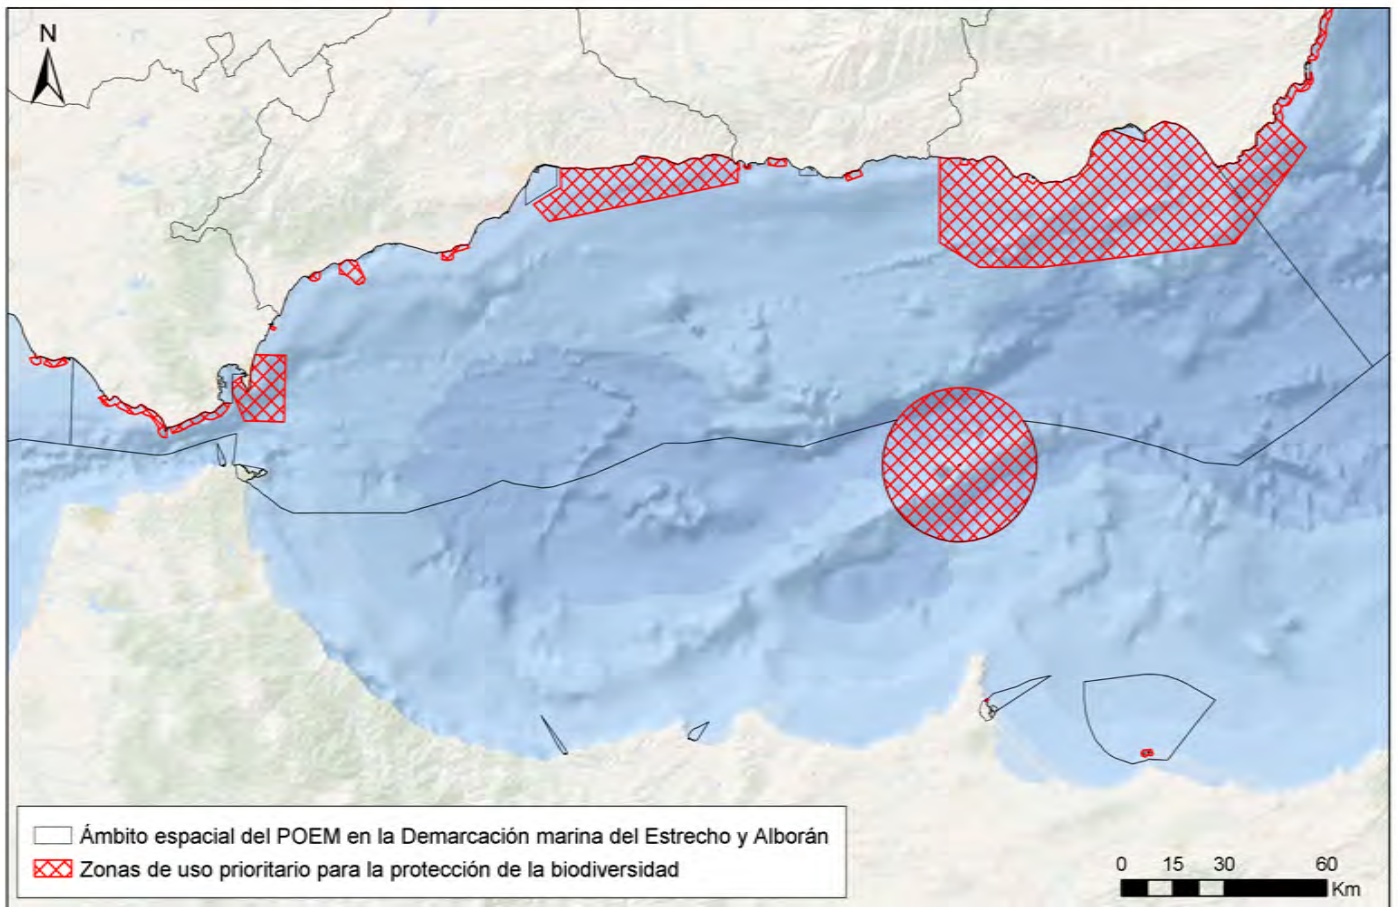 N
Ámbito espacial del POEM en la Demarcación marina del Estrecho y Alborán
Zonas de uso prioritario para la protección de la biodiversidad
0 15 30 60
Km